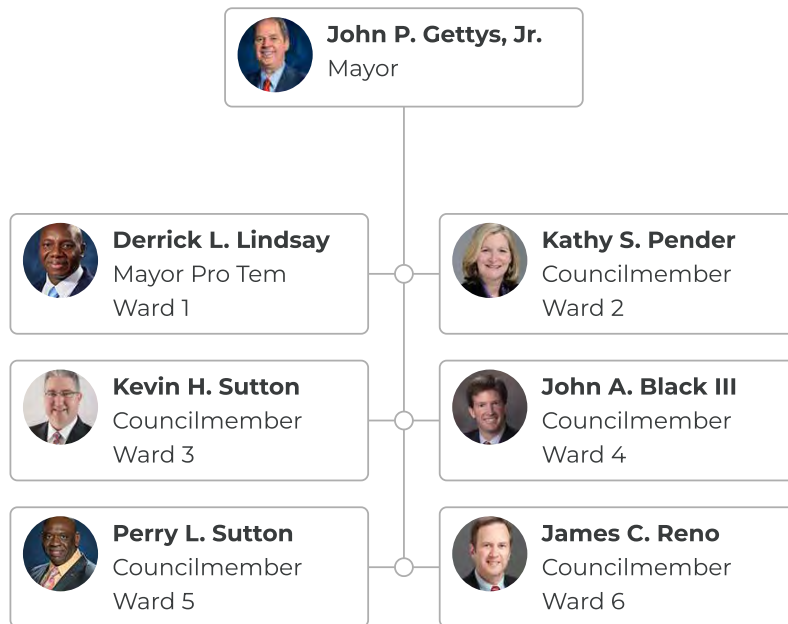 John P. Gettys, Jr.
Mayor
Derrick L. Lindsay
Mayor Pro Tem
Ward 1
Kathy S. Pender
Councilmember
Ward 2
Kevin H. Sutton
Councilmember
Ward 3
John A. Black III
Councilmember
Ward 4
Perry L. Sutton
Councilmember
Ward 5
James C. Reno
Councilmember
Ward 6